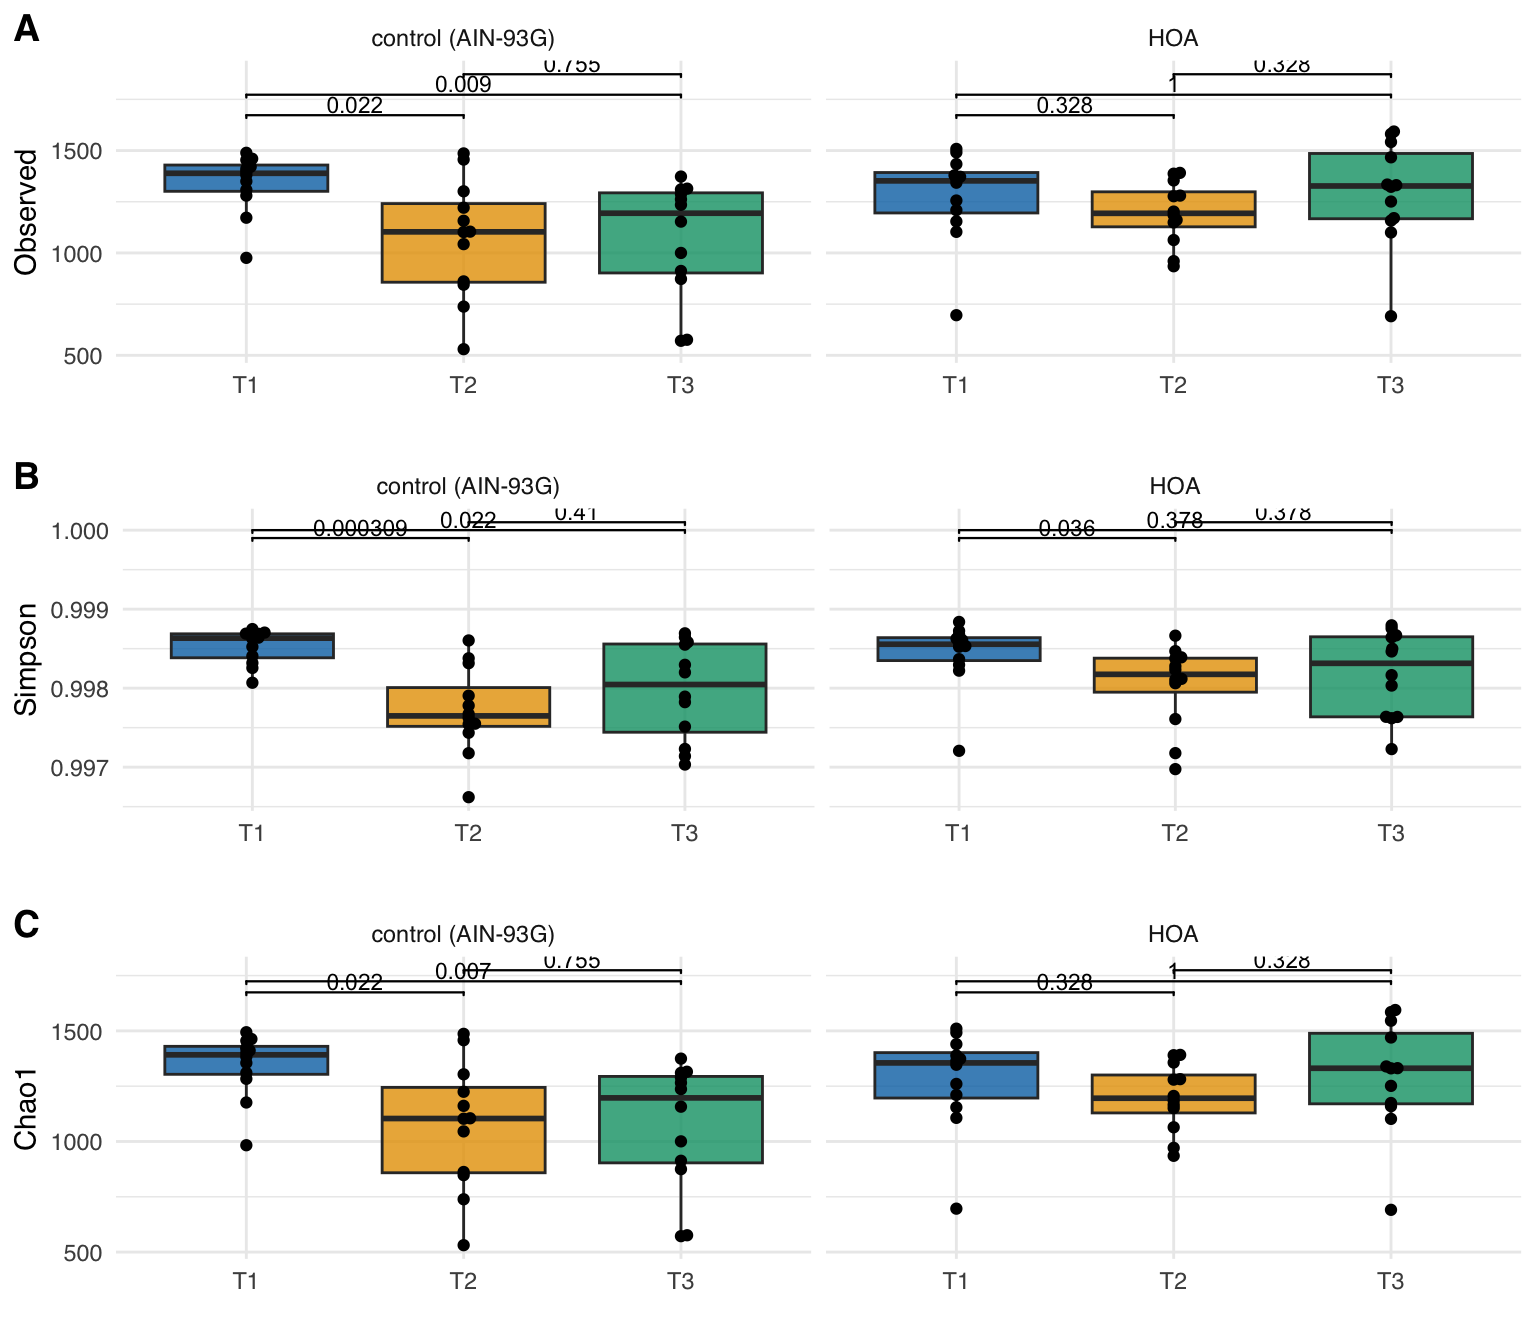 A
control (AIN-93G)
HOA
0.755
0.009
0.022
0.328
1
0.328
Observed
1500
1000
500
T1
T2
T3
T1
T2
T3
B
control (AIN-93G)
HOA
0.41
0.022
0.000309
0.378
0.378
0.036
Simpson
1.000
0.999
0.998
0.997
T1
T2
T3
T1
T2
T3
C
control (AIN-93G)
HOA
0.755
0.007
0.022
0.328
1
0.328
Chao1
1500
1000
500
T1
T2
T3
T1
T2
T3